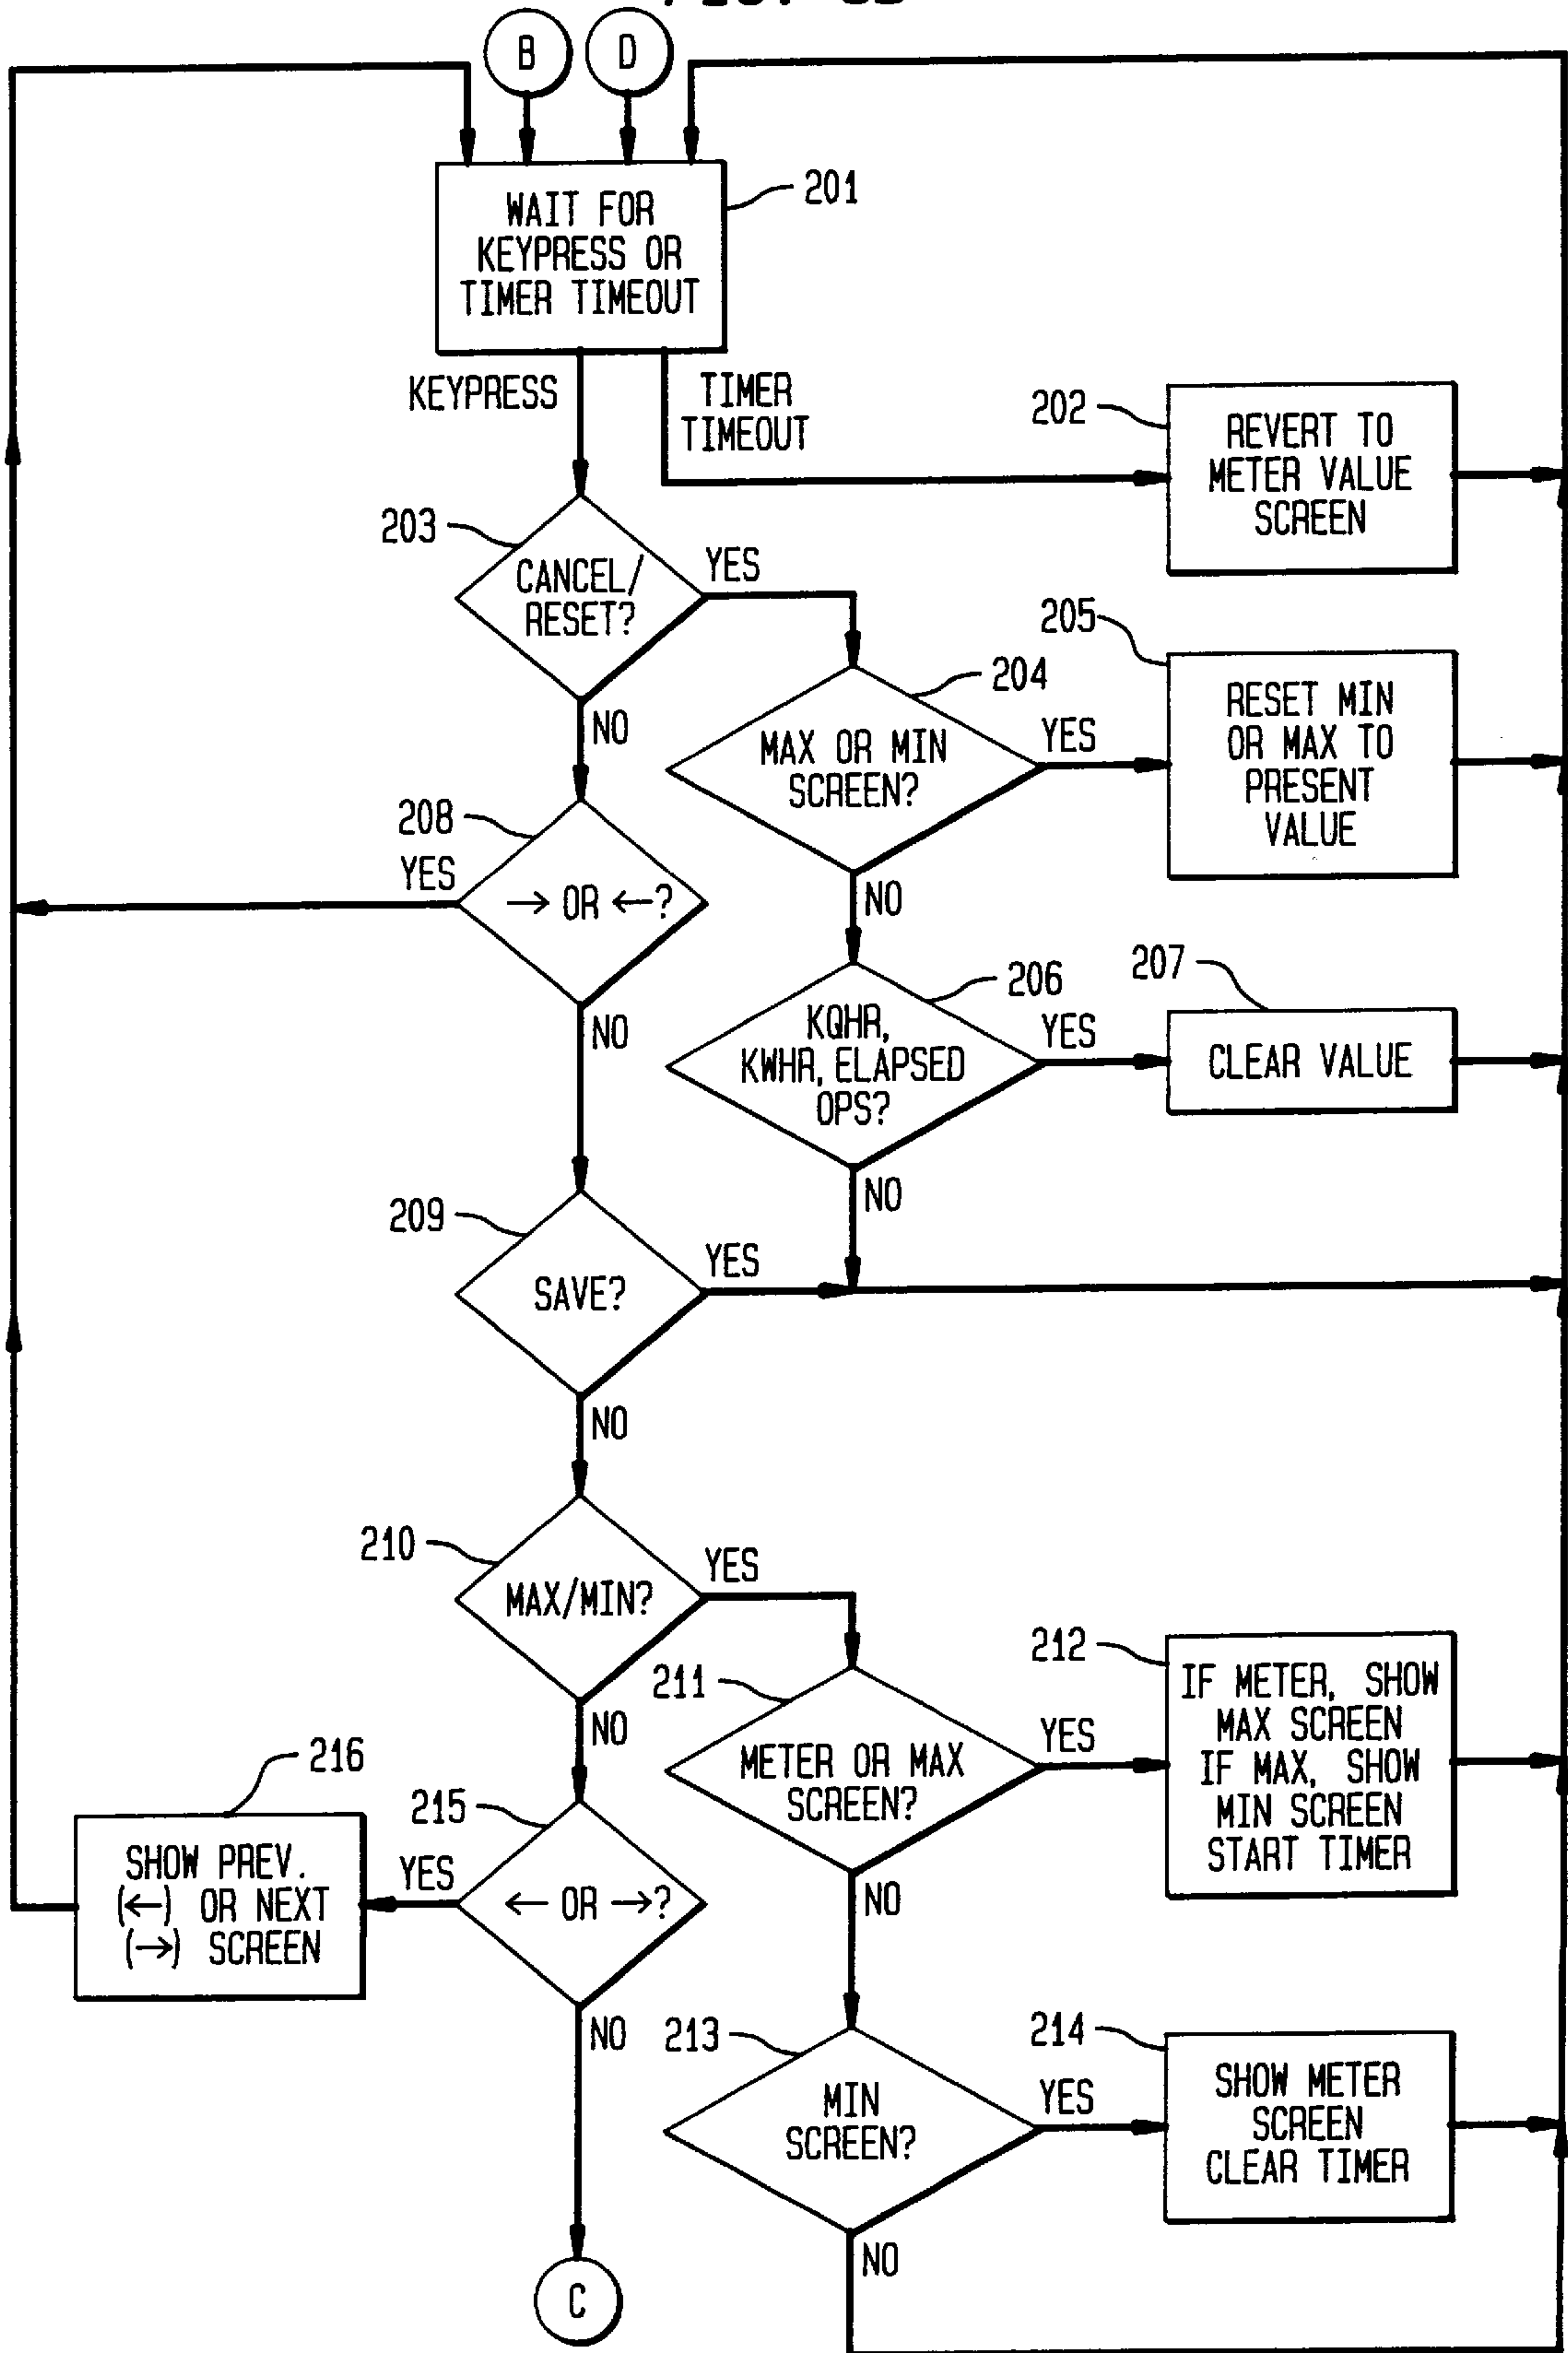 B D
201
WAIT FOR
KEYPRESS OR
TIMER TIMEOUT
KEYPRESS
TIMER
TIMEOUT
202
REVERT TO
METER VALUE
SCREEN
203
CANCEL/
RESET?
YES
NO
204
MAX OR MIN
SCREEN?
YES
NO
205
RESET MIN
OR MAX TO
PRESENT
VALUE
208
→ OR ←?
YES
NO
206
KQHR,
KWHR, ELAPSED
OPS?
YES
NO
207
CLEAR VALUE
209
SAVE?
YES
NO
210
MAX/MIN?
YES
NO
211
METER OR MAX
SCREEN?
YES
NO
212
IF METER, SHOW
MAX SCREEN
IF MAX, SHOW
MIN SCREEN
START TIMER
215
← OR →?
YES
NO
216
SHOW PREV.
(←) OR NEXT
(→) SCREEN
213
MIN
SCREEN?
YES
NO
214
SHOW METER
SCREEN
CLEAR TIMER
C